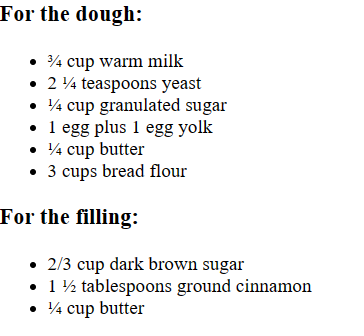 For the dough:
• ¾ cup warm milk
• 2 ¼ teaspoons yeast
• ¼ cup granulated sugar
• 1 egg plus 1 egg yolk
• ¼ cup butter
• 3 cups bread flour
For the filling:
• 2/3 cup dark brown sugar
• 1 ½ tablespoons ground cinnamon
• ¼ cup butter